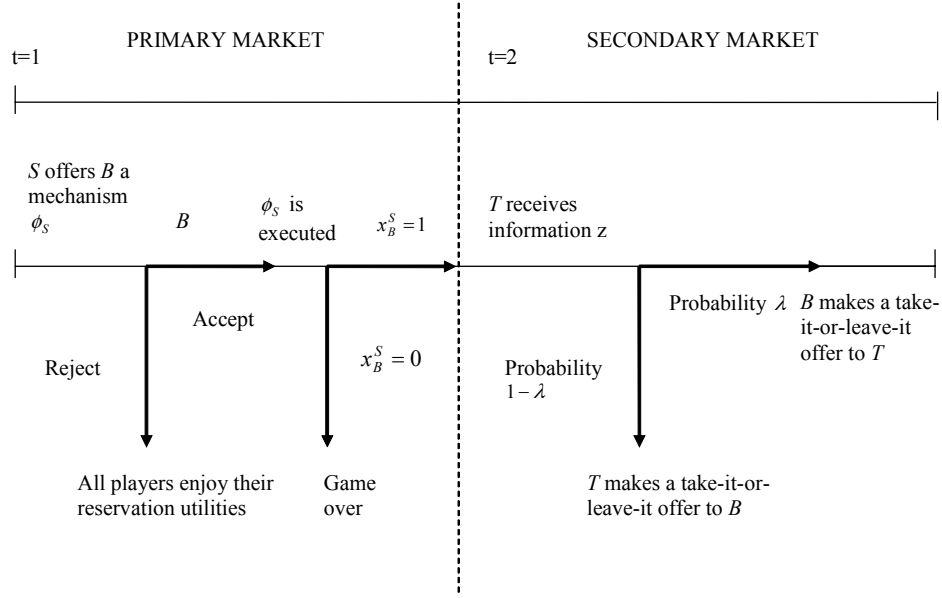 PRIMARY MARKET
SECONDARY MARKET
t=1
t=2
S offers B a
mechanism
ϕ_S
B
ϕ_S is
executed
x_B^S = 1
T receives
information z
Accept
Reject
x_B^S = 0
Probability
1 − λ
Probability λ
B makes a take-
it-or-leave-it
offer to T
All players enjoy their
reservation utilities
Game
over
T makes a take-it-or-
leave-it offer to B